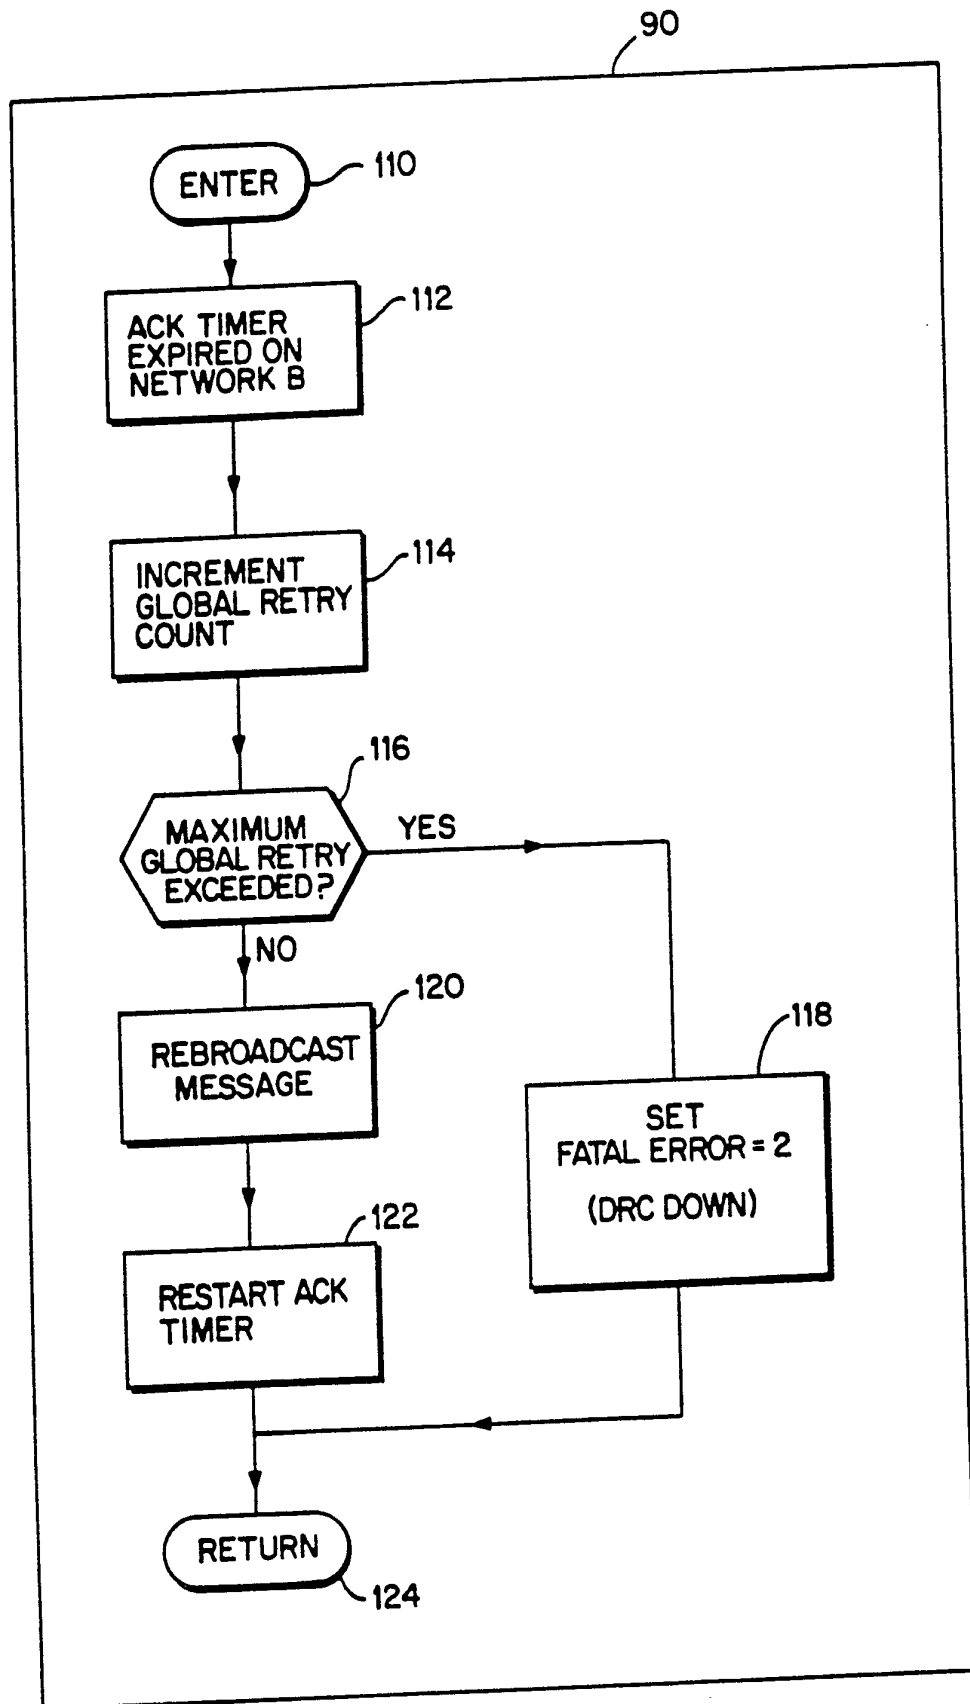 90
ENTER
110
ACK TIMER
EXPIRED ON
NETWORK B
112
INCREMENT
GLOBAL RETRY
COUNT
114
116
MAXIMUM
GLOBAL RETRY
EXCEEDED?
YES
NO
120
REBROADCAST
MESSAGE
118
SET
FATAL ERROR = 2
(DRC DOWN)
122
RESTART ACK
TIMER
RETURN
124